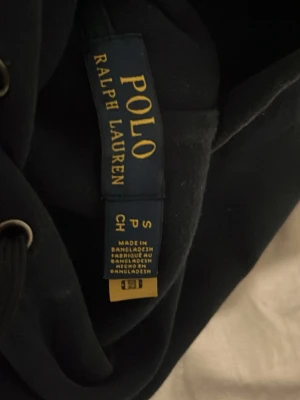 POLO
RALPH LAUREN
S
P
CH
MADE IN
BANGLADESH
FABRIQUÉ AU
BANGLADESH
HECHO EN
BANGLADESH